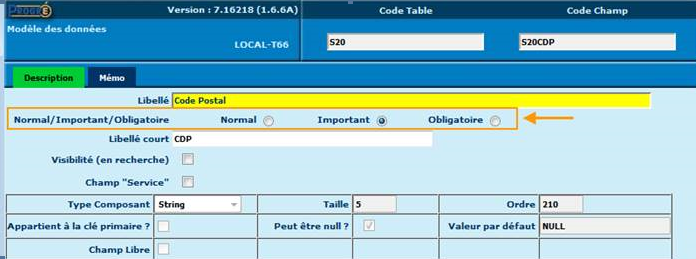 PROGRÉ Version : 7.16218 (1.6.6A) Code Table Code Champ
Modèle des données
LOCAL-T66 S20 S20CDP
Description Mémo
Libellé Code Postal
Normal/Important/Obligatoire Normal Important Obligatoire
Libellé court CDP
Visibilité (en recherche)
Champ "Service"
Type Composant String Taille 5 Ordre 210
Appartient à la clé primaire ? Peut être null ? Valeur par défaut NULL
Champ Libre